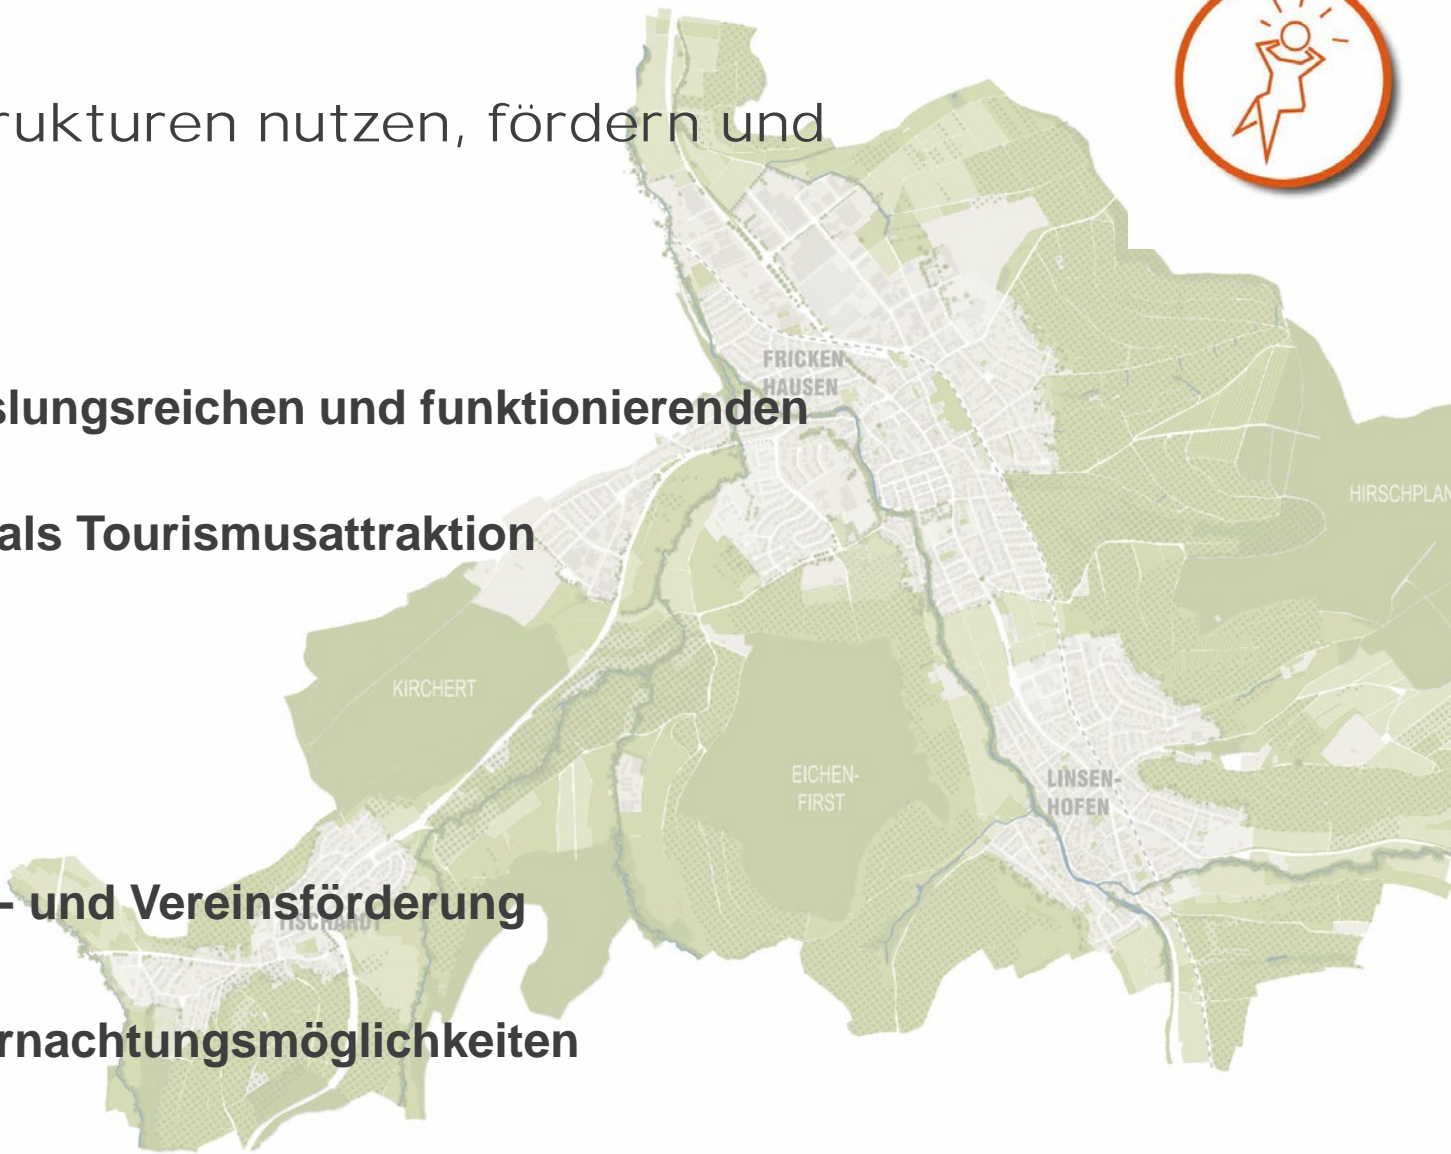 rukturen nutzen, fördern und
FRICKEN-
HAUSEN
slungsreichen und funktionierenden
HIRSCHPLAN
als Tourismusattraktion
KIRCHERT
EICHEN-
FIRST
LINSEN-
HOFEN
- und Vereinsförderung
TISCHARDT
rnachtungsmöglichkeiten